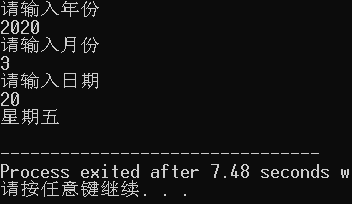 请输入年份
2020
请输入月份
3
请输入日期
20
星期五
--------------------------------
Process exited after 7.48 seconds w
请按任意键继续. . .